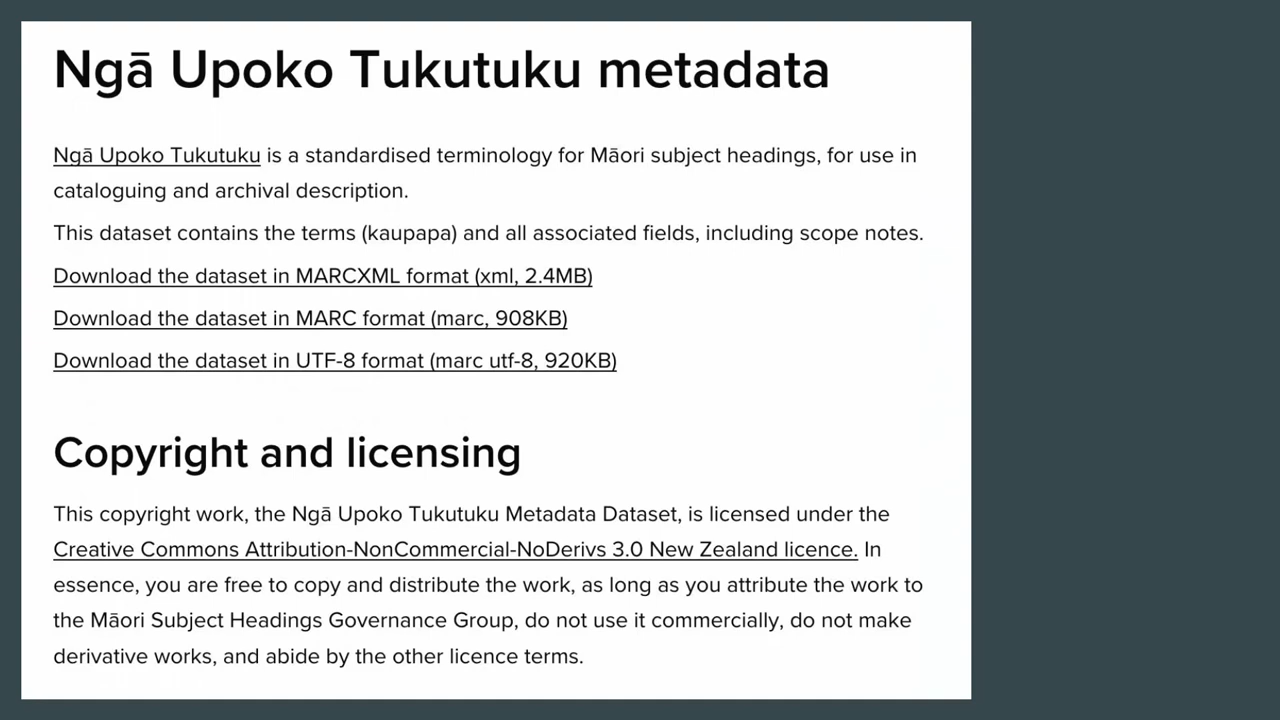 Ngā Upoko Tukutuku metadata
Ngā Upoko Tukutuku is a standardised terminology for Māori subject headings, for use in
cataloguing and archival description.
This dataset contains the terms (kaupapa) and all associated fields, including scope notes.
Download the dataset in MARCXML format (xml, 2.4MB)
Download the dataset in MARC format (marc, 908KB)
Download the dataset in UTF-8 format (marc utf-8, 920KB)
Copyright and licensing
This copyright work, the Ngā Upoko Tukutuku Metadata Dataset, is licensed under the
Creative Commons Attribution-NonCommercial-NoDerivs 3.0 New Zealand licence. In
essence, you are free to copy and distribute the work, as long as you attribute the work to
the Māori Subject Headings Governance Group, do not use it commercially, do not make
derivative works, and abide by the other licence terms.